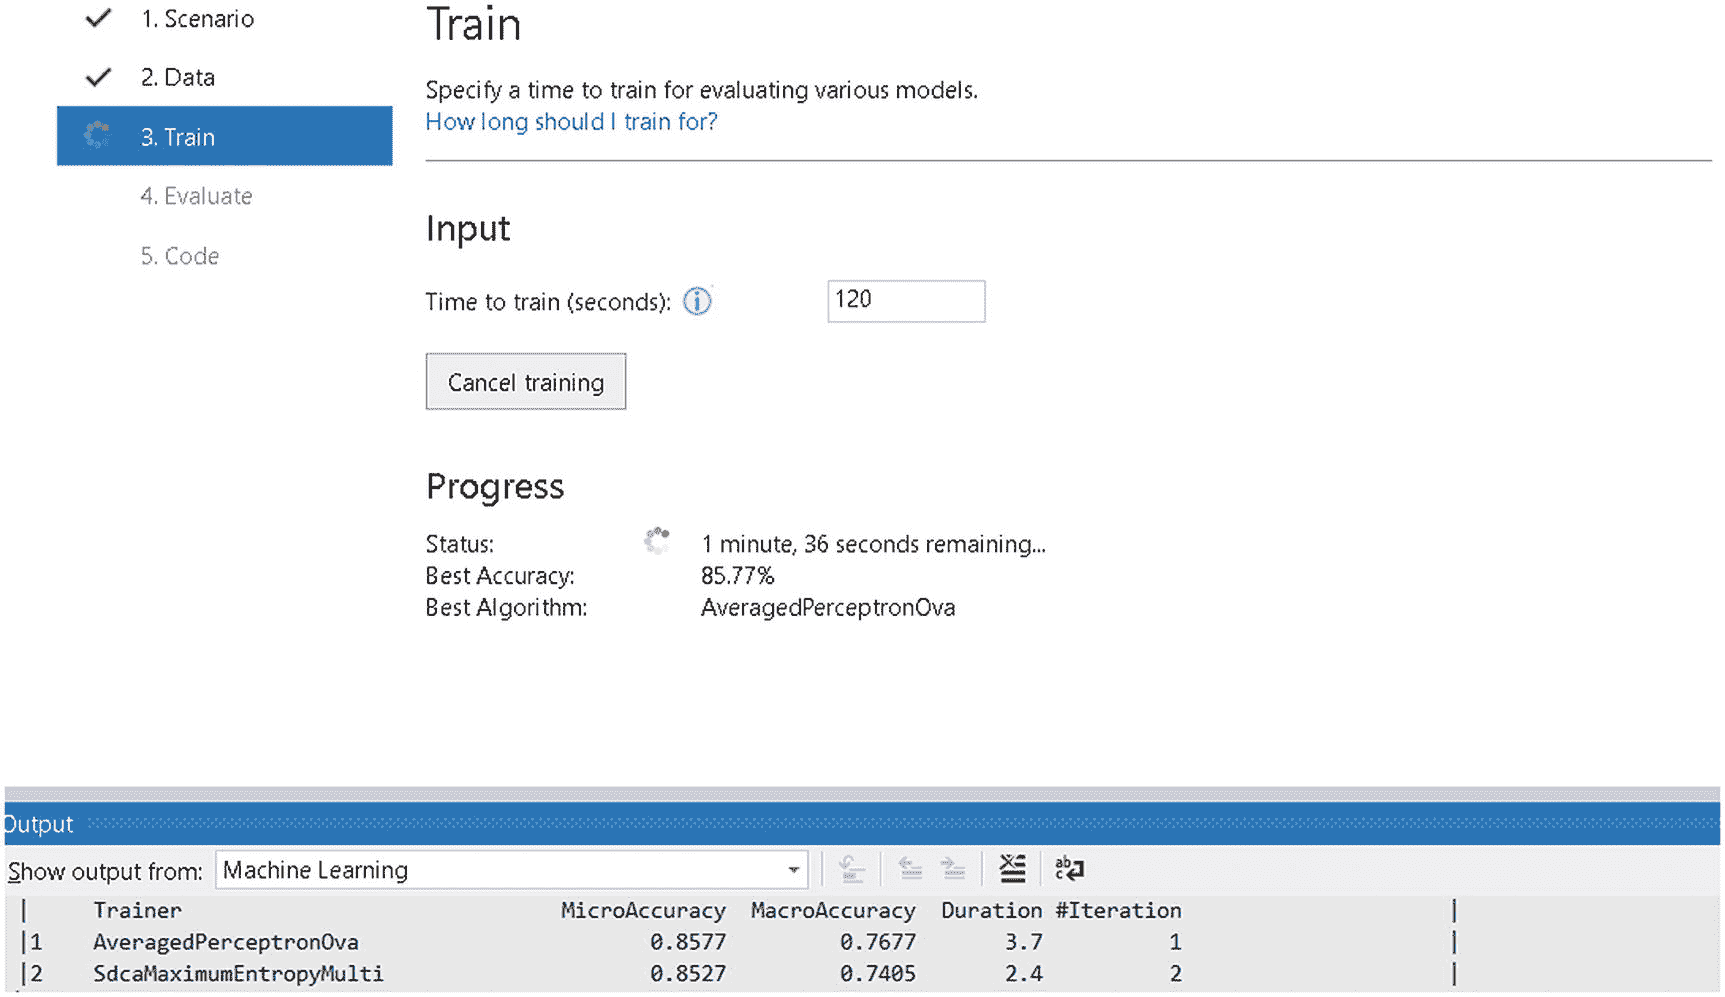 1. Scenario
2. Data
3. Train
4. Evaluate
5. Code
Train
Specify a time to train for evaluating various models.
How long should I train for?
Input
Time to train (seconds): 120
Cancel training
Progress
Status: 1 minute, 36 seconds remaining...
Best Accuracy: 85.77%
Best Algorithm: AveragedPerceptronOva
Output
Show output from: Machine Learning
| Trainer MicroAccuracy MacroAccuracy Duration #Iteration |
|1 AveragedPerceptronOva 0.8577 0.7677 3.7 1 |
|2 SdcaMaximumEntropyMulti 0.8527 0.7405 2.4 2 |